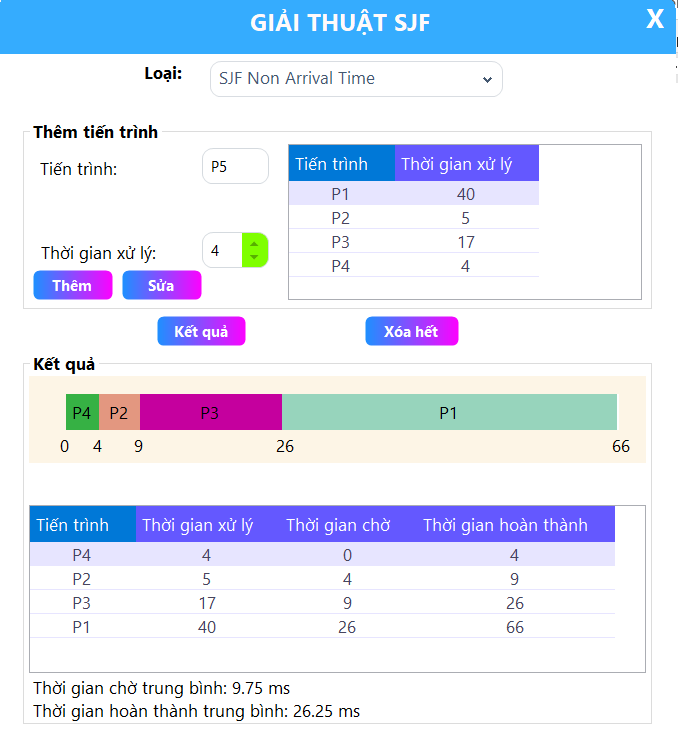 GIẢI THUẬT SJF X
Loại: SJF Non Arrival Time
Thêm tiến trình
Tiến trình: P5
Thời gian xử lý: 4
Thêm Sửa
Tiến trình Thời gian xử lý
P1 40
P2 5
P3 17
P4 4
Kết quả Xóa hết
Kết quả
P4 P2 P3 P1
0 4 9 26 66
Tiến trình Thời gian xử lý Thời gian chờ Thời gian hoàn thành
P4 4 0 4
P2 5 4 9
P3 17 9 26
P1 40 26 66
Thời gian chờ trung bình: 9.75 ms
Thời gian hoàn thành trung bình: 26.25 ms